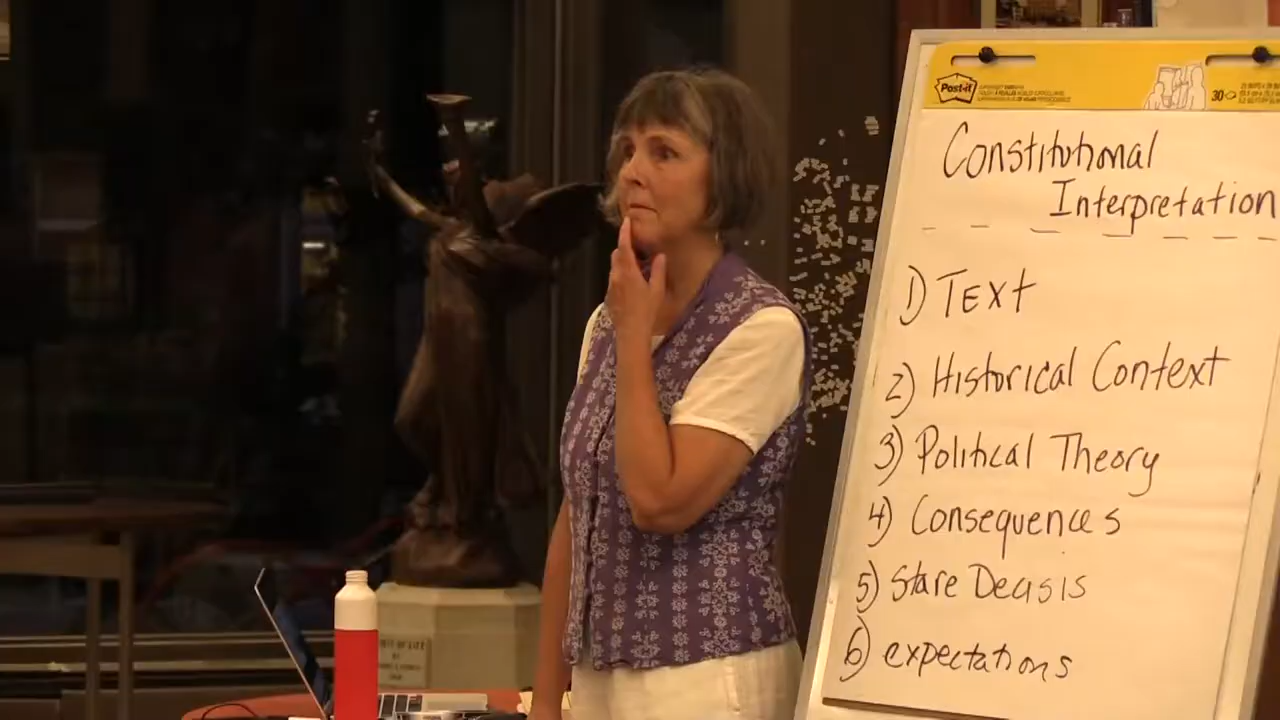 Post-it
30
Constitutional
Interpretation
1) Text
2) Historical Context
3) Political Theory
4) Consequences
5) Stare Decisis
6) expectations